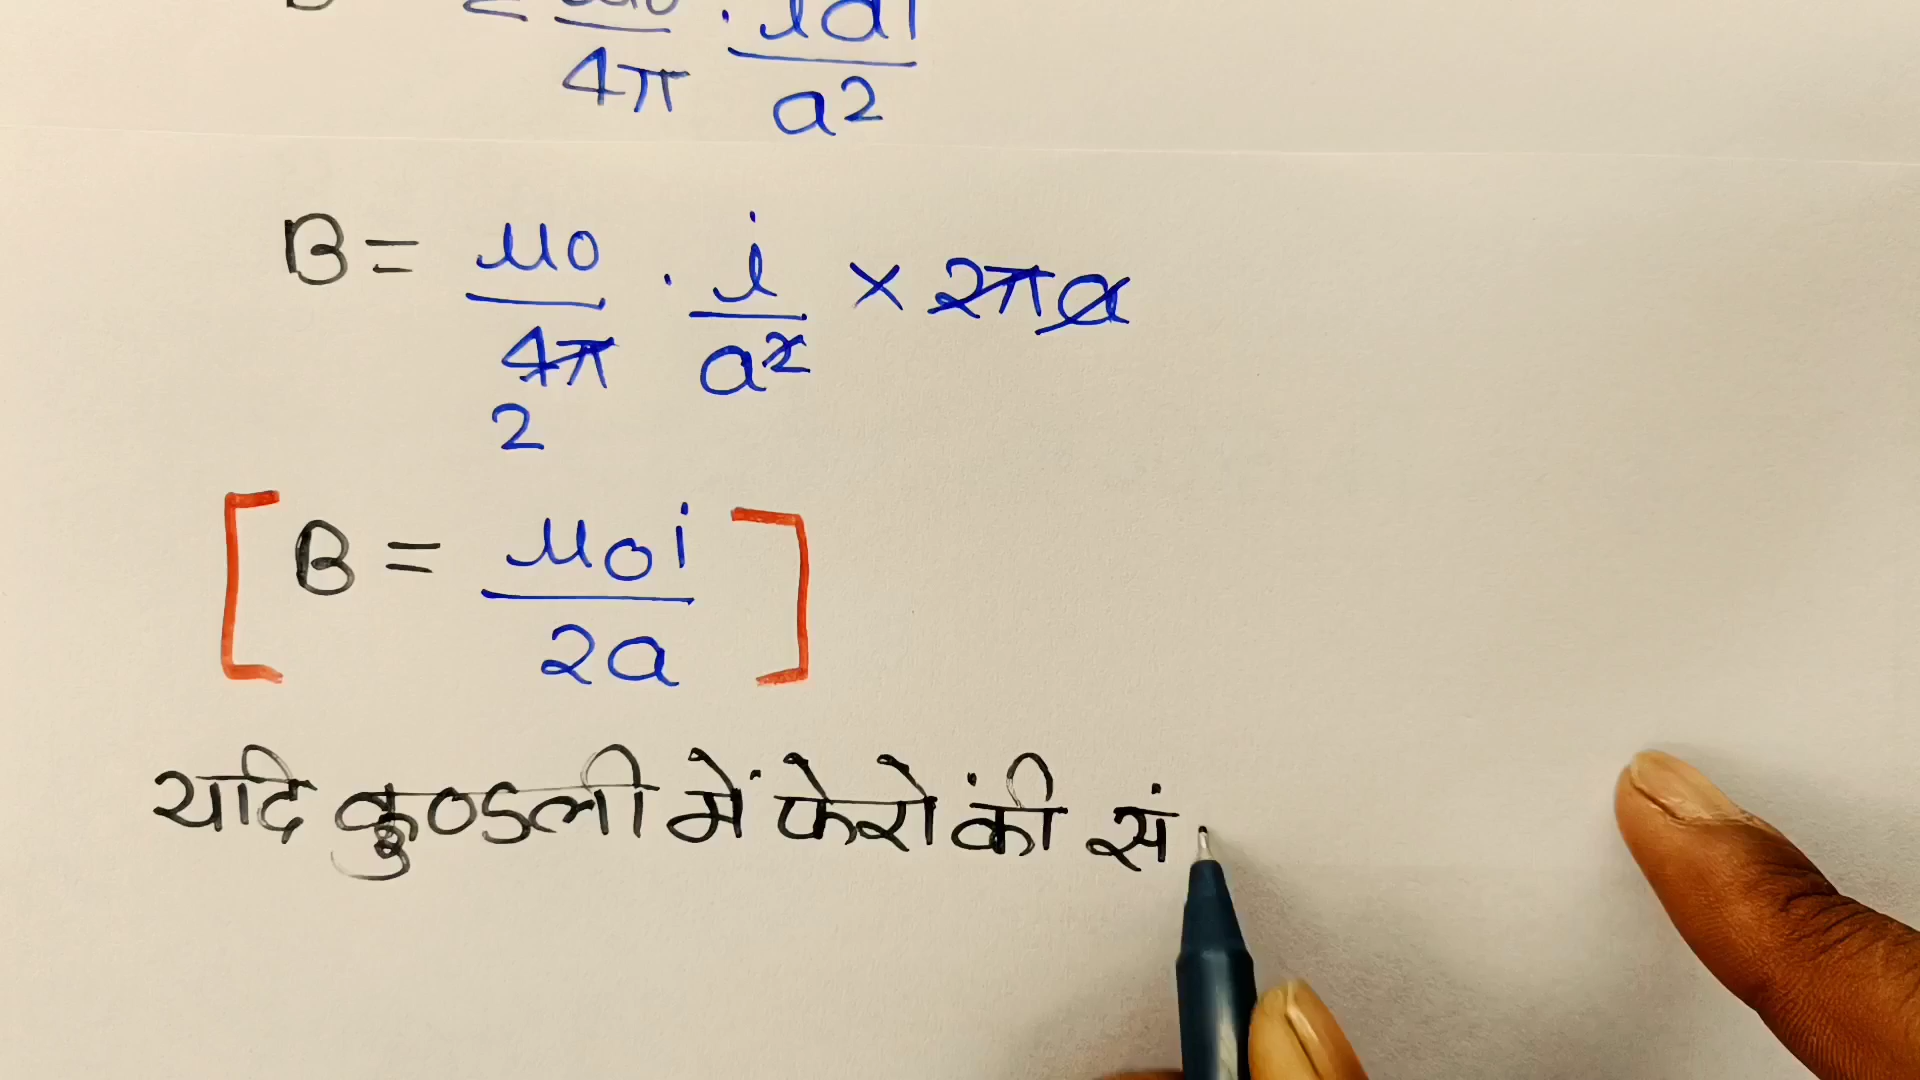 4π a2
B = μ0/4π · i/a2 × 2πa
2
B = μ0i/2a
यदि कुण्डली में फेरों की सं